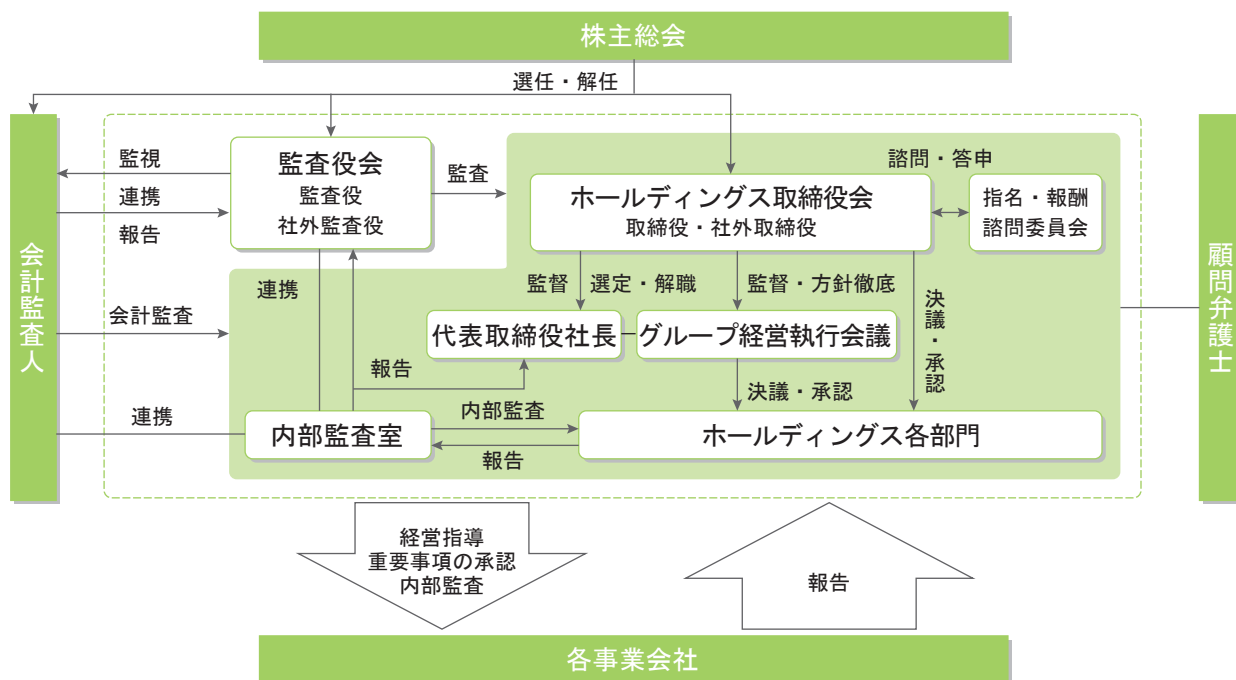 株主総会
選任・解任
監視
連携
報告
会計監査人
監査役会
監査役
社外監査役
監査
諮問・答申
ホールディングス取締役会
取締役・社外取締役
指名・報酬
諮問委員会
顧問弁護士
連携
監督
選定・解職
監督・方針徹底
決議・承認
会計監査
代表取締役社長
グループ経営執行会議
報告
決議・承認
連携
内部監査室
内部監査
報告
ホールディングス各部門
経営指導
重要事項の承認
内部監査
報告
各事業会社